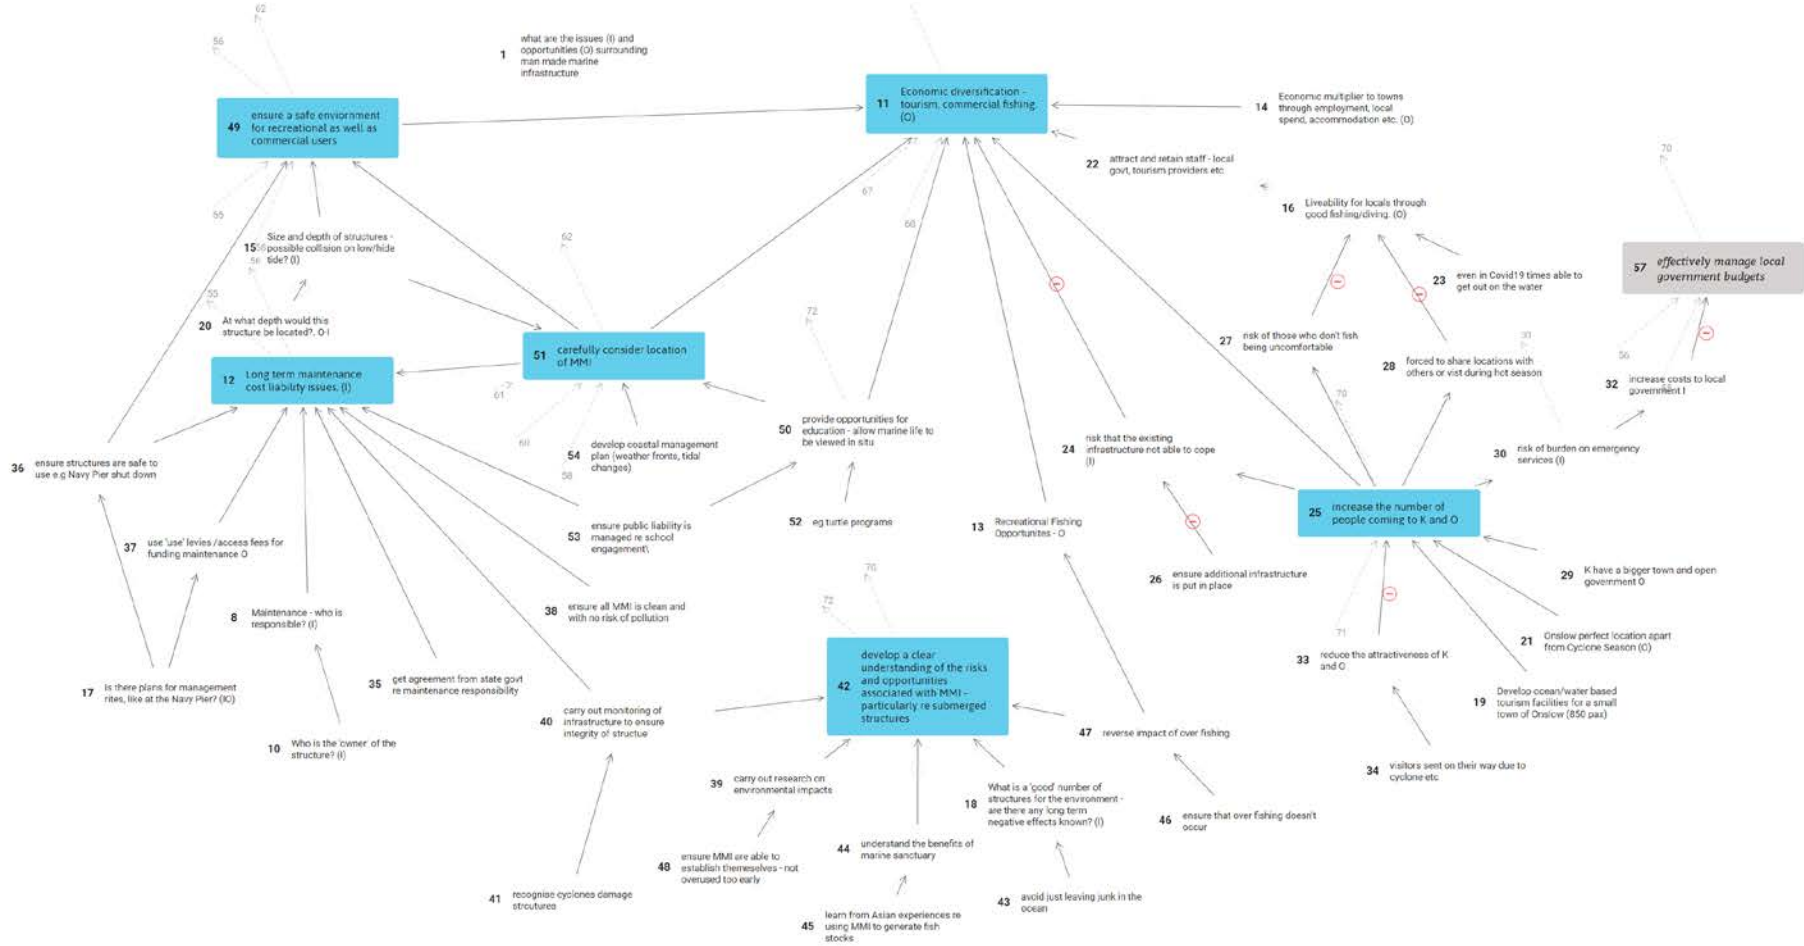 62
56
1 what are the issues (I) and
opportunities (O) surrounding
man made marine
infrastructure
49 ensure a safe enviornment
for recreational as well as
commercial users
11 Economic diversification -
tourism, commercial fishing.
(O)
14 Economic multiplier to towns
through employment, local
spend, accommodation etc. (O)
22 attract and retain staff - local
govt, tourism providers etc
70
67
16 Liveability for locals through
good fishing/diving. (O)
55
60
15 Size and depth of structures -
possible collision on low/hide
tide? (I)
56
62
57 effectively manage local
government budgets
23 even in Covid19 times able to
get out on the water
55
20 At what depth would this
structure be located?. O I
72
27 risk of those who don't fish
being uncomfortable
30
51 carefully consider location
of MMI
28 forced to share locations with
others or vist during hot season
56
12 Long term maintenance
cost liability issues. (I)
32 increase costs to local
government I
61
70
50 provide opportunities for
education - allow marine life to
be viewed in situ
60
54 develop coastal management
plan (weather fronts, tidal
changes)
58
24 risk that the existing
infrastructure not able to cope
(I)
30 risk of burden on emergency
services (I)
36 ensure structures are safe to
use e.g Navy Pier shut down
25 increase the number of
people coming to K and O
52 eg turtle programs
13 Recreational Fishing
Opportunites - O
53 ensure public liability is
managed re school
engagement\
37 use 'use' levies /access fees for
funding maintenance O
26 ensure additional infrastructure
is put in place
29 K have a bigger town and open
government O
70
72
38 ensure all MMI is clean and
with no risk of pollution
8 Maintenance - who is
responsible? (I)
71
21 Onslow perfect location apart
from Cyclone Season (O)
33 reduce the attractiveness of K
and O
42 develop a clear
understanding of the risks
and opportunities
associated with MMI -
particularly re submerged
structures
35 get agreement from state govt
re maintenance responsibility
17 Is there plans for management
rites, like at the Navy Pier? (IO)
19 Develop ocean/water based
tourism facilities for a small
town of Onslow (850 pax)
40 carry out monitoring of
infrastructure to ensure
integrity of structue
47 reverse impact of over fishing
10 Who is the 'owner' of the
structure? (I)
34 visitors sent on their way due to
cyclone etc
39 carry out research on
environmental impacts
18 What is a 'good' number of
structures for the environment -
are there any long term
negative effects known? (I)
46 ensure that over fishing doesn't
occur
44 understand the benefits of
marine sanctuary
48 ensure MMI are able to
establish themeselves - not
overused too early
41 recognise cyclones damage
strcutures
43 avoid just leaving junk in the
ocean
45 learn from Asian experiences re
using MMI to generate fish
stocks